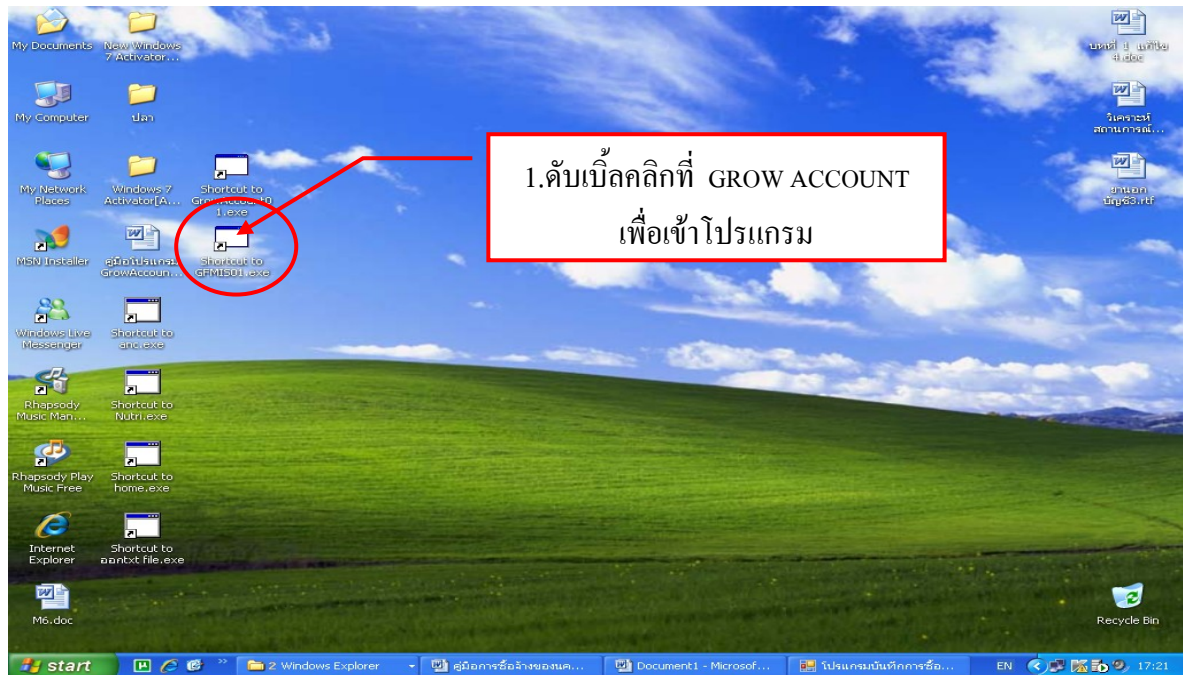 My Documents
New Windows
7 Activator...
My Computer
ปลา
My Network
Places
Windows 7
Activator[A...
Shortcut to
GrowAccount0
1.exe
MSN Installer
คู่มือโปรแกรม
GrowAccoun...
Shortcut to
GFMIS01.exe
Windows Live
Messenger
Shortcut to
anc.exe
Rhapsody
Music Man...
Shortcut to
Nutri.exe
Rhapsody Play
Music Free
Shortcut to
home.exe
Internet
Explorer
Shortcut to
ออกtxt file.exe
M6.doc
1.ดับเบิ้ลคลิกที่ GROW ACCOUNT
เพื่อเข้าโปรแกรม
บทที่ 1
4.doc
วิเคราะห์
สถานการณ์...
บัญชี3.rtf
Recycle Bin
start
2 Windows Explorer
คู่มือการซื้อจ้างของนค...
Document1 - Microsof...
โปรแกรมบันทึกการซื้อ...
EN
17:21